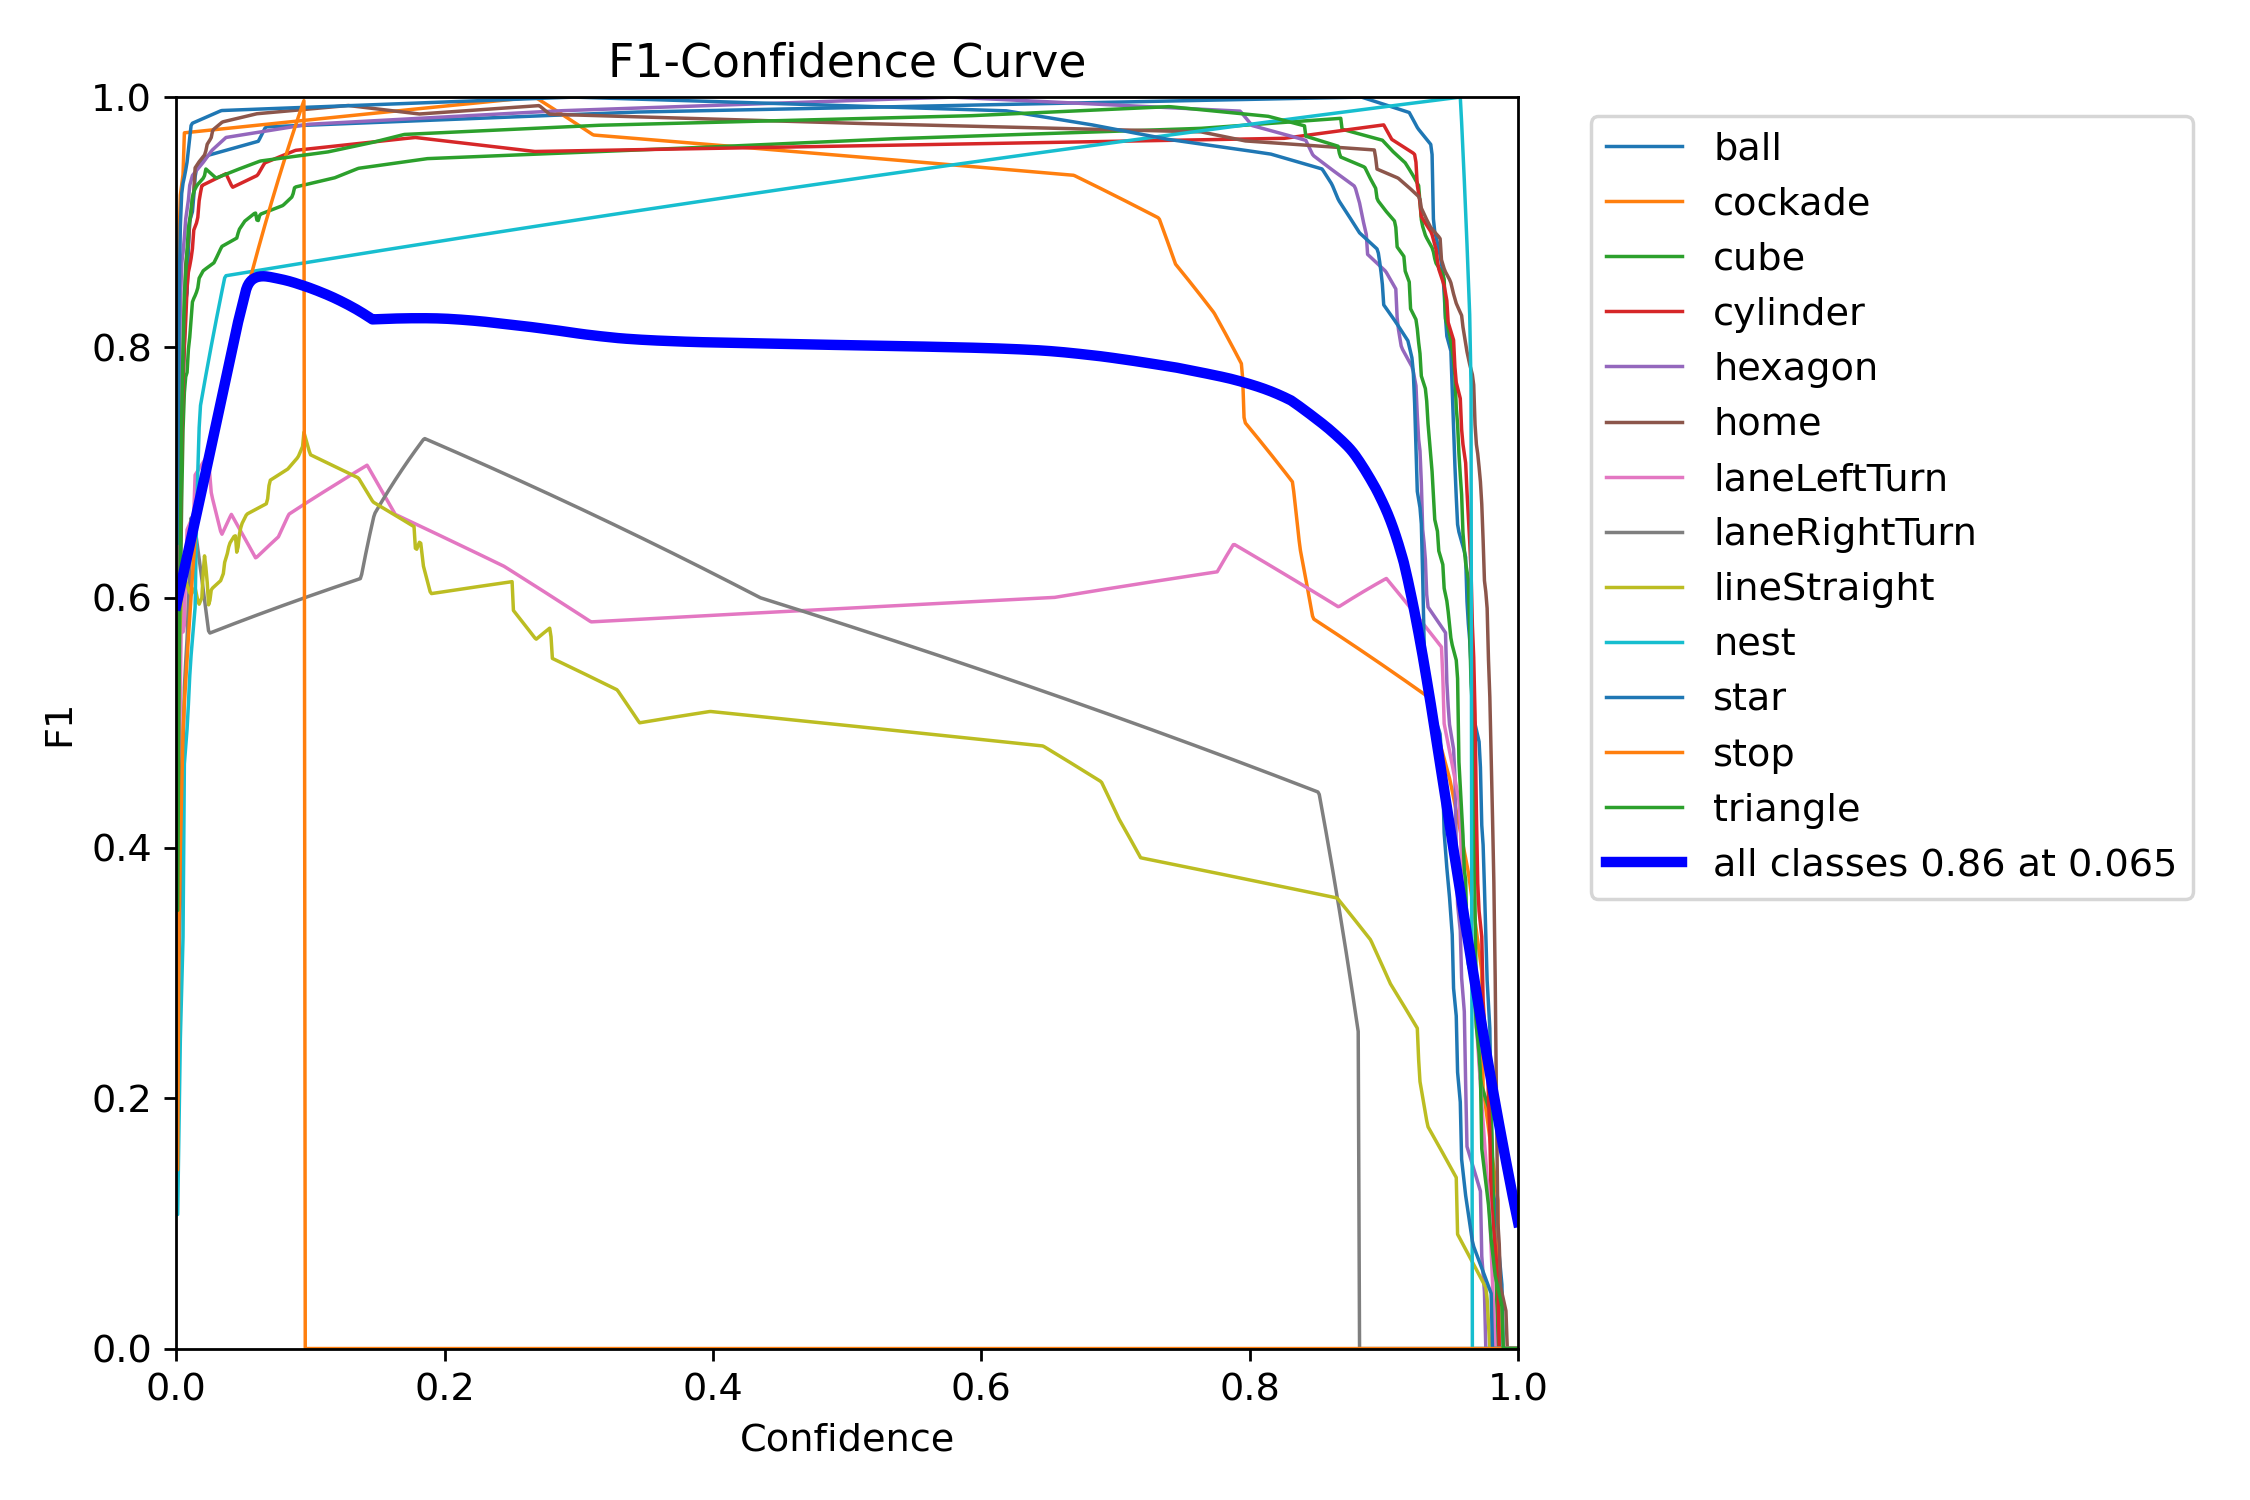 F1-Confidence Curve
1.0
0.8
0.6
0.4
0.2
0.0
F1
0.0 0.2 0.4 0.6 0.8 1.0
Confidence
ball
cockade
cube
cylinder
hexagon
home
laneLeftTurn
laneRightTurn
lineStraight
nest
star
stop
triangle
all classes 0.86 at 0.065